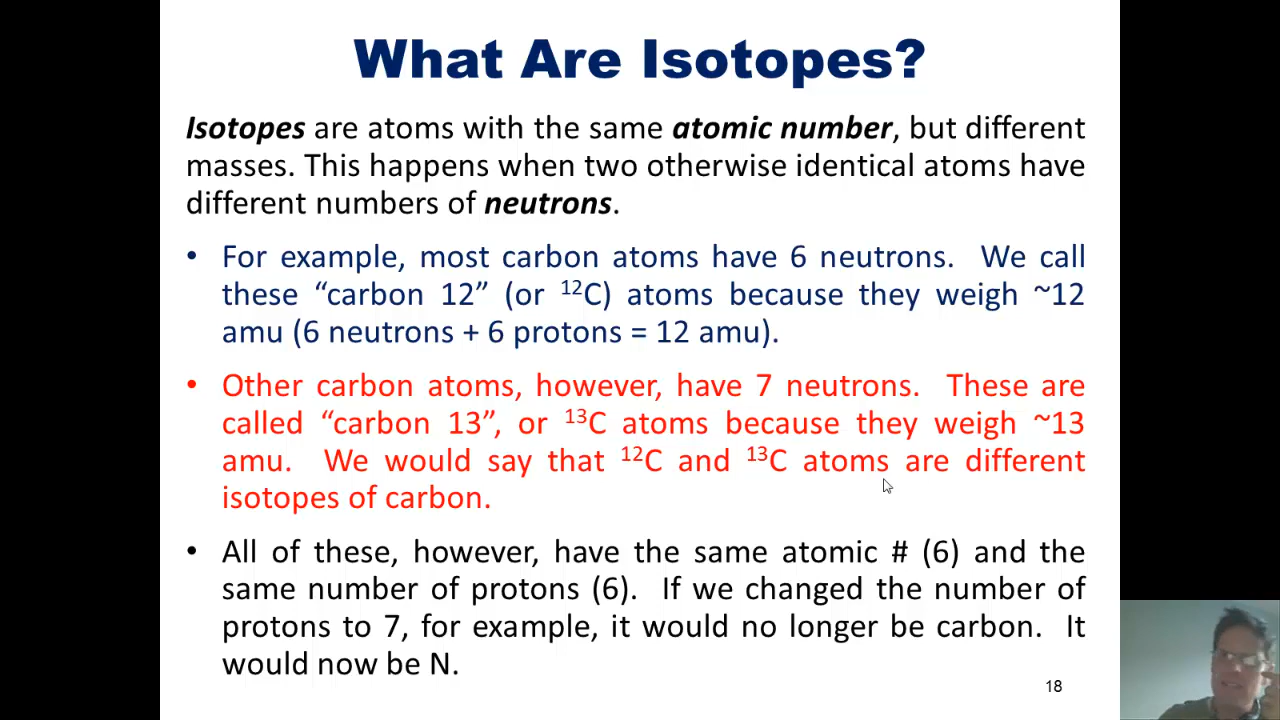 What Are Isotopes?
Isotopes are atoms with the same atomic number, but different
masses. This happens when two otherwise identical atoms have
different numbers of neutrons.
• For example, most carbon atoms have 6 neutrons. We call
these “carbon 12” (or ¹²C) atoms because they weigh ~12
amu (6 neutrons + 6 protons = 12 amu).
• Other carbon atoms, however, have 7 neutrons. These are
called “carbon 13”, or ¹³C atoms because they weigh ~13
amu. We would say that ¹²C and ¹³C atoms are different
isotopes of carbon.
• All of these, however, have the same atomic # (6) and the
same number of protons (6). If we changed the number of
protons to 7, for example, it would no longer be carbon. It
would now be N.
18